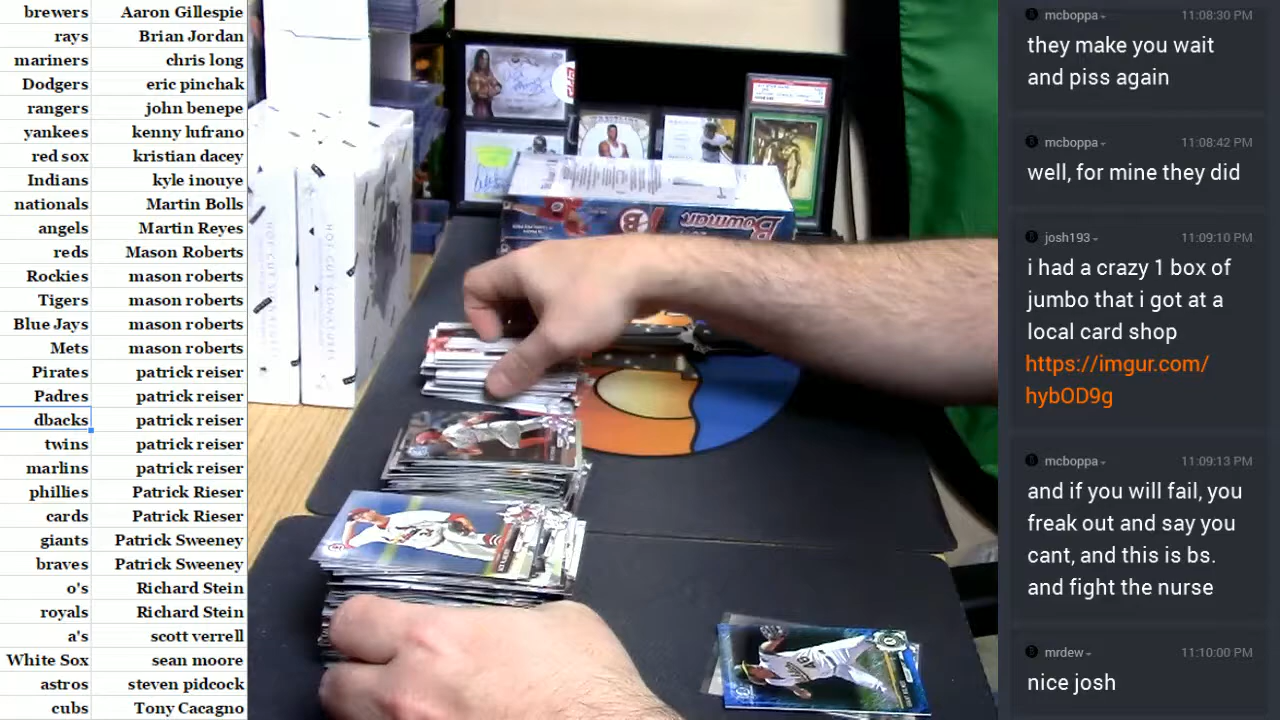 brewers Aaron Gillespie
rays Brian Jordan
mariners chris long
Dodgers eric pinchak
rangers john benepe
yankees kenny lufrano
red sox kristian dacey
Indians kyle inouye
nationals Martin Bolls
angels Martin Reyes
reds Mason Roberts
Rockies mason roberts
Tigers mason roberts
Blue Jays mason roberts
Mets mason roberts
Pirates patrick reiser
Padres patrick reiser
dbacks patrick reiser
twins patrick reiser
marlins patrick reiser
phillies Patrick Rieser
cards Patrick Rieser
giants Patrick Sweeney
braves Patrick Sweeney
o's Richard Stein
royals Richard Stein
a's scott verrell
White Sox sean moore
astros steven pidcock
cubs Tony Cacagno
Bowman
mcboppa 11:08:30 PM
they make you wait
and piss again
mcboppa 11:08:42 PM
well, for mine they did
josh193 11:09:10 PM
i had a crazy 1 box of
jumbo that i got at a
local card shop
https://imgur.com/
hybOD9g
mcboppa 11:09:13 PM
and if you will fail, you
freak out and say you
cant, and this is bs.
and fight the nurse
mrdew 11:10:00 PM
nice josh